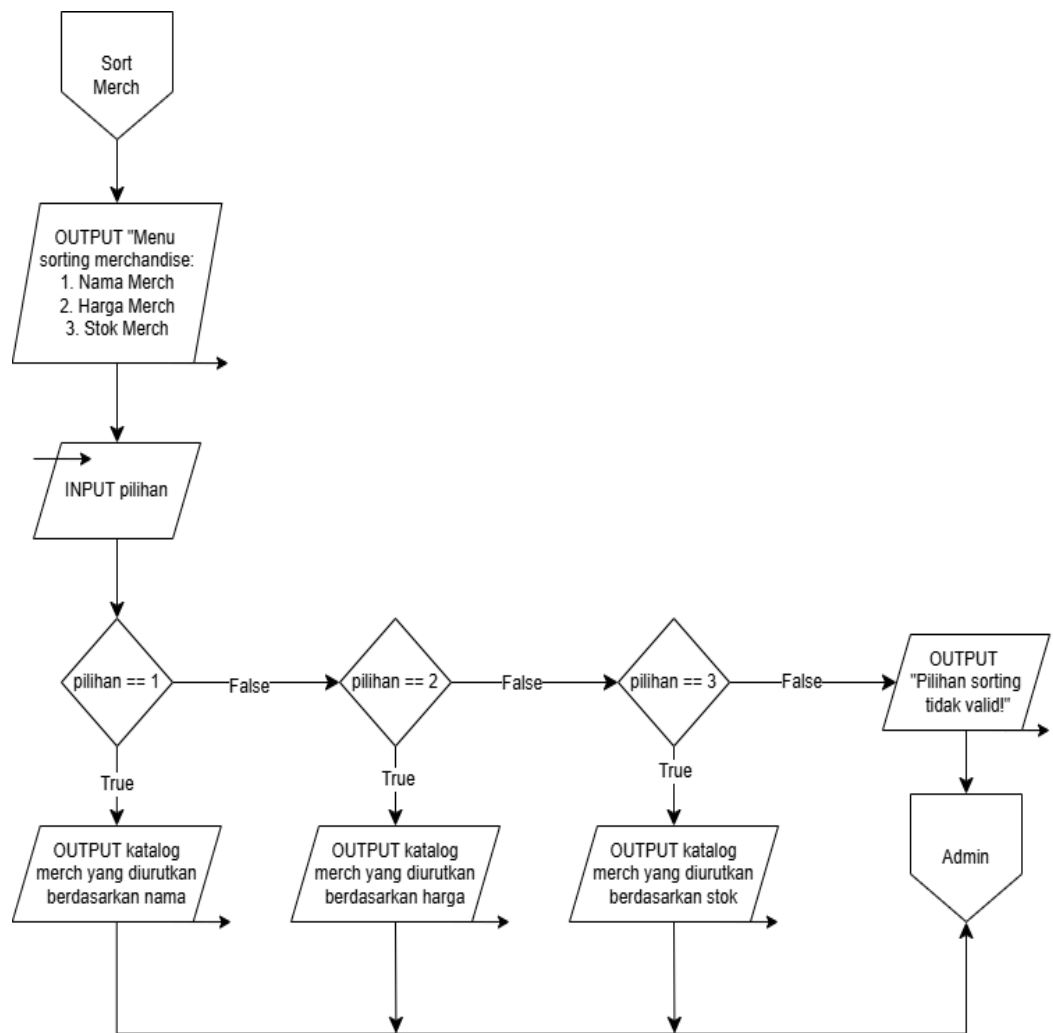 Sort
Merch
OUTPUT "Menu
sorting merchandise:
1. Nama Merch
2. Harga Merch
3. Stok Merch
INPUT pilihan
pilihan == 1
False
pilihan == 2
False
pilihan == 3
False
OUTPUT
"Pilihan sorting
tidak valid!"
True
True
True
OUTPUT katalog
merch yang diurutkan
berdasarkan nama
OUTPUT katalog
merch yang diurutkan
berdasarkan harga
OUTPUT katalog
merch yang diurutkan
berdasarkan stok
Admin